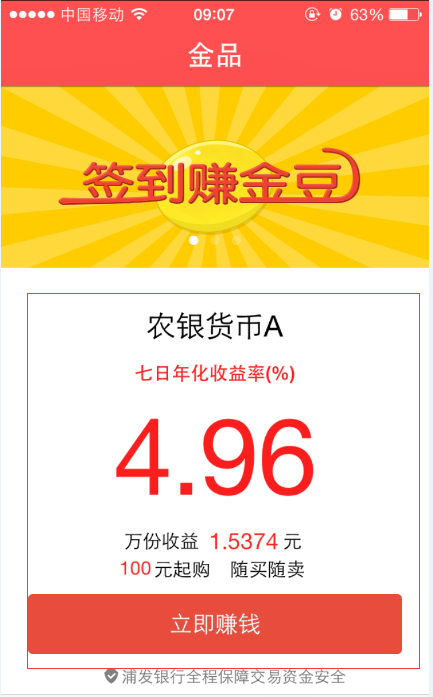 中国移动 09:07 63%
金品
签到赚金豆
农银货币A
七日年化收益率(%)
4.96
万份收益 1.5374 元
100 元起购 随买随卖
立即赚钱
浦发银行全程保障交易资金安全